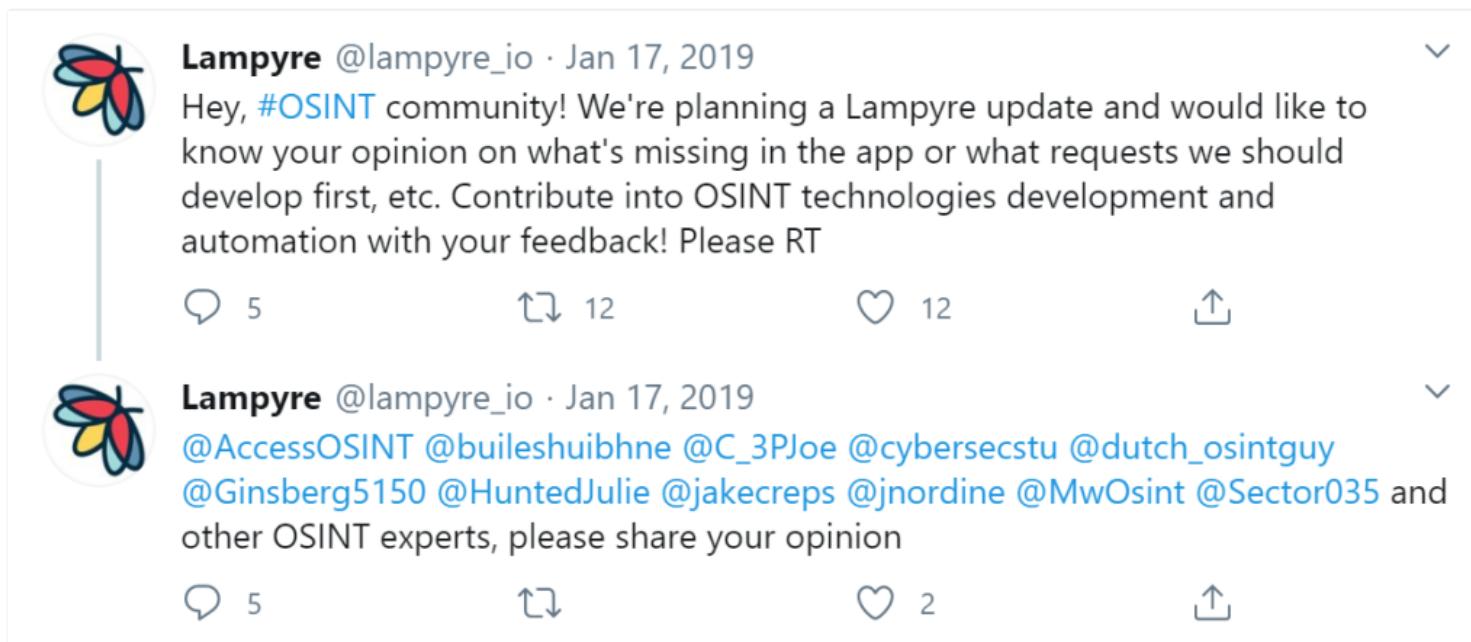 Lampyre @lampyre_io · Jan 17, 2019
Hey, #OSINT community! We're planning a Lampyre update and would like to
know your opinion on what's missing in the app or what requests we should
develop first, etc. Contribute into OSINT technologies development and
automation with your feedback! Please RT
5 12 12
Lampyre @lampyre_io · Jan 17, 2019
@AccessOSINT @buileshuibhne @C_3PJoe @cybersecstu @dutch_osintguy
@Ginsberg5150 @HuntedJulie @jakecreps @jnordine @MwOsint @Sector035 and
other OSINT experts, please share your opinion
5 2